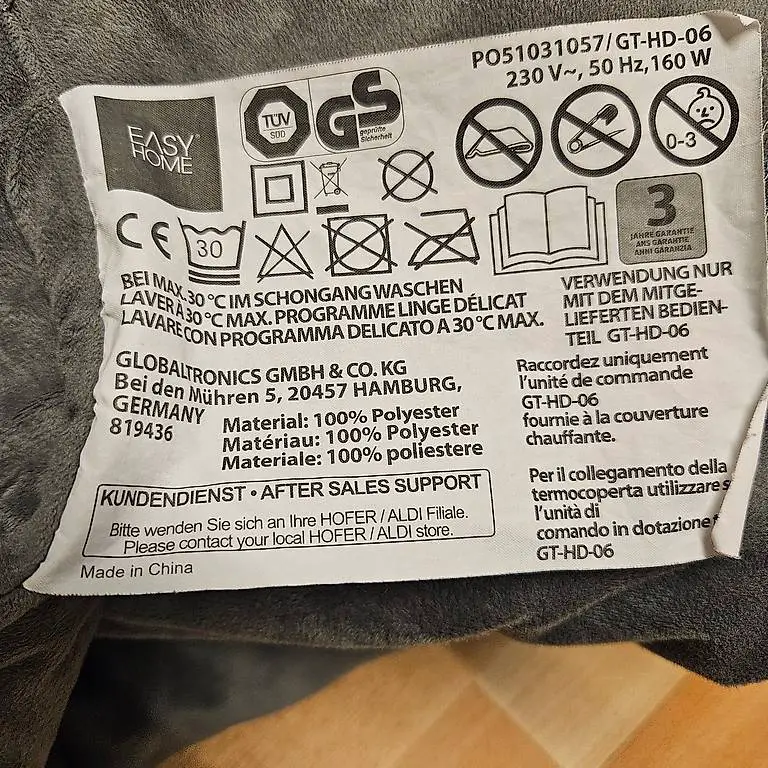 PO51031057/GT-HD-06
230 V~, 50 Hz, 160 W
EASY
HOME®
TÜV
SÜD
GS
geprüfte
Sicherheit
0-3
CE
30
3
JAHRE GARANTIE
ANS GARANTIE
ANNI GARANZIA
BEI MAX. 30 °C IM SCHONGANG WASCHEN
LAVER À 30 °C MAX. PROGRAMME LINGE DÉLICAT
LAVARE CON PROGRAMMA DELICATO A 30 °C MAX.
VERWENDUNG NUR
MIT DEM MITGE-
LIEFERTEN BEDIEN-
TEIL GT-HD-06
GLOBALTRONICS GMBH & CO. KG
Bei den Mühren 5, 20457 HAMBURG,
GERMANY
819436
Material: 100% Polyester
Matériau: 100% Polyester
Materiale: 100% poliestere
Raccordez uniquement
l'unité de commande
GT-HD-06
fournie à la couverture
chauffante.
KUNDENDIENST • AFTER SALES SUPPORT
Bitte wenden Sie sich an Ihre HOFER / ALDI Filiale.
Please contact your local HOFER / ALDI store.
Per il collegamento della
termocoperta utilizzare
l'unità di
comando in dotazione
GT-HD-06
Made in China